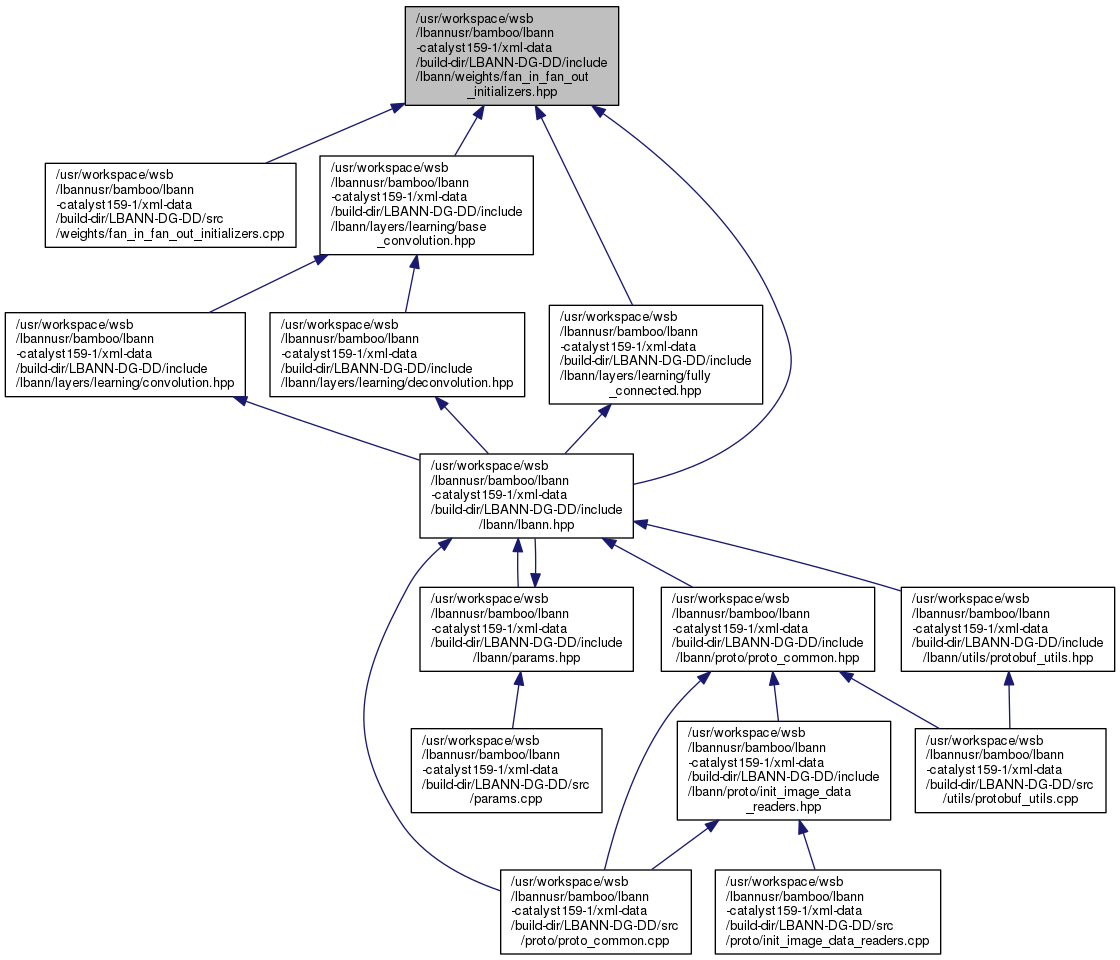 /usr/workspace/wsb
/lbannusr/bamboo/lbann
-catalyst159-1/xml-data
/build-dir/LBANN-DG-DD/include
/lbann/weights/fan_in_fan_out
_initializers.hpp
/usr/workspace/wsb
/lbannusr/bamboo/lbann
-catalyst159-1/xml-data
/build-dir/LBANN-DG-DD/src
/weights/fan_in_fan_out_initializers.cpp
/usr/workspace/wsb
/lbannusr/bamboo/lbann
-catalyst159-1/xml-data
/build-dir/LBANN-DG-DD/include
/lbann/layers/learning/base
_convolution.hpp
/usr/workspace/wsb
/lbannusr/bamboo/lbann
-catalyst159-1/xml-data
/build-dir/LBANN-DG-DD/include
/lbann/layers/learning/convolution.hpp
/usr/workspace/wsb
/lbannusr/bamboo/lbann
-catalyst159-1/xml-data
/build-dir/LBANN-DG-DD/include
/lbann/layers/learning/deconvolution.hpp
/usr/workspace/wsb
/lbannusr/bamboo/lbann
-catalyst159-1/xml-data
/build-dir/LBANN-DG-DD/include
/lbann/layers/learning/fully
_connected.hpp
/usr/workspace/wsb
/lbannusr/bamboo/lbann
-catalyst159-1/xml-data
/build-dir/LBANN-DG-DD/include
/lbann/lbann.hpp
/usr/workspace/wsb
/lbannusr/bamboo/lbann
-catalyst159-1/xml-data
/build-dir/LBANN-DG-DD/include
/lbann/params.hpp
/usr/workspace/wsb
/lbannusr/bamboo/lbann
-catalyst159-1/xml-data
/build-dir/LBANN-DG-DD/include
/lbann/proto/proto_common.hpp
/usr/workspace/wsb
/lbannusr/bamboo/lbann
-catalyst159-1/xml-data
/build-dir/LBANN-DG-DD/include
/lbann/utils/protobuf_utils.hpp
/usr/workspace/wsb
/lbannusr/bamboo/lbann
-catalyst159-1/xml-data
/build-dir/LBANN-DG-DD/src
/params.cpp
/usr/workspace/wsb
/lbannusr/bamboo/lbann
-catalyst159-1/xml-data
/build-dir/LBANN-DG-DD/include
/lbann/proto/init_image_data
_readers.hpp
/usr/workspace/wsb
/lbannusr/bamboo/lbann
-catalyst159-1/xml-data
/build-dir/LBANN-DG-DD/src
/utils/protobuf_utils.cpp
/usr/workspace/wsb
/lbannusr/bamboo/lbann
-catalyst159-1/xml-data
/build-dir/LBANN-DG-DD/src
/proto/proto_common.cpp
/usr/workspace/wsb
/lbannusr/bamboo/lbann
-catalyst159-1/xml-data
/build-dir/LBANN-DG-DD/src
/proto/init_image_data_readers.cpp